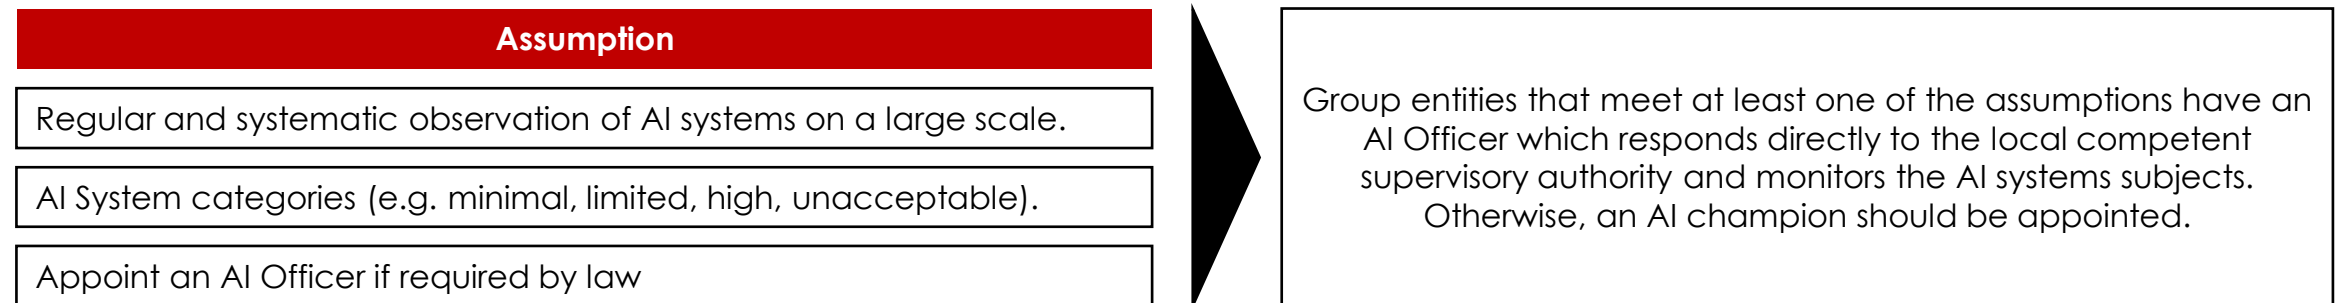 Assumption
Regular and systematic observation of AI systems on a large scale.
AI System categories (e.g. minimal, limited, high, unacceptable).
Appoint an AI Officer if required by law
Group entities that meet at least one of the assumptions have an
AI Officer which responds directly to the local competent
supervisory authority and monitors the AI systems subjects.
Otherwise, an AI champion should be appointed.